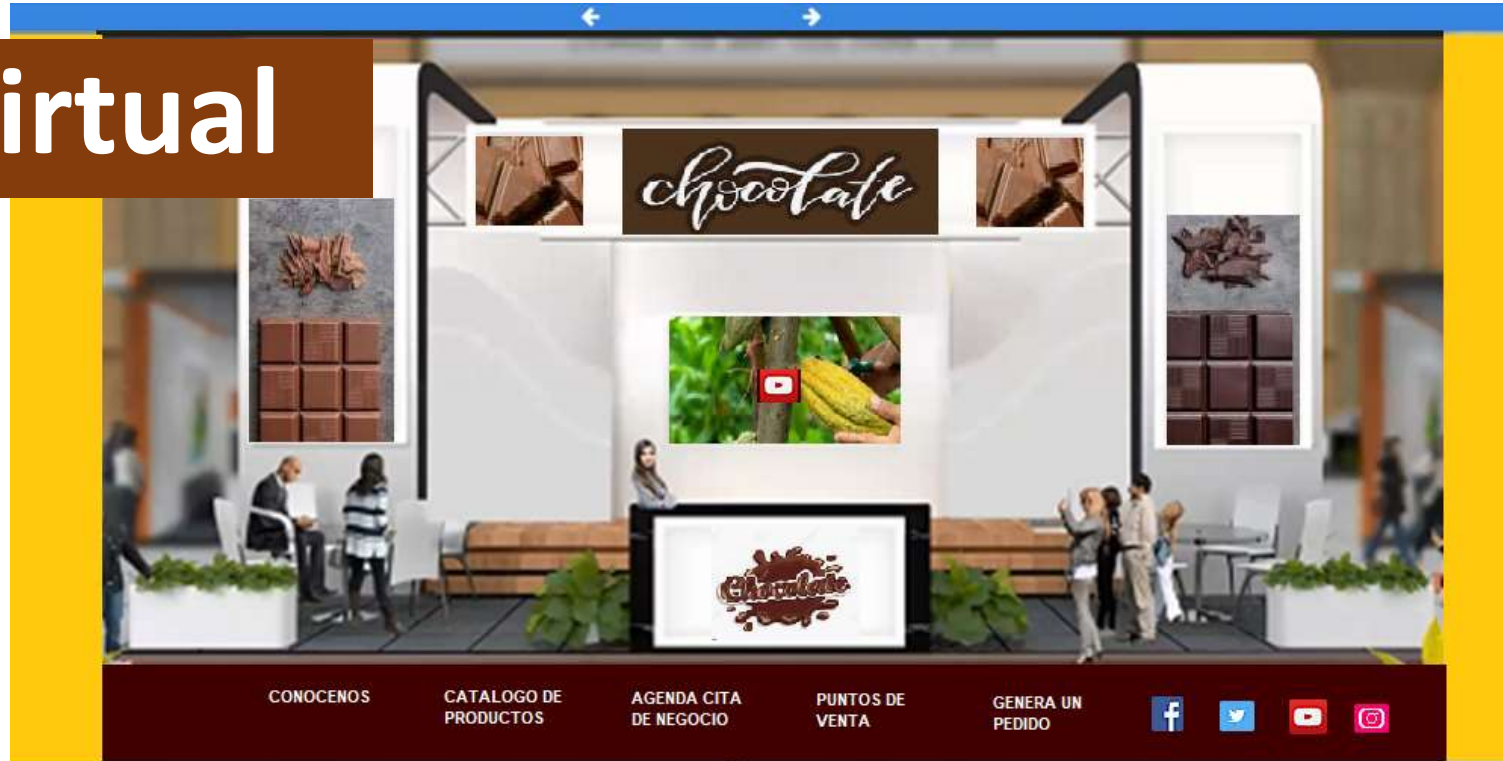 irtual
chocolate
Chocolate
CONOCENOS
CATALOGO DE
PRODUCTOS
AGENDA CITA
DE NEGOCIO
PUNTOS DE
VENTA
GENERA UN
PEDIDO